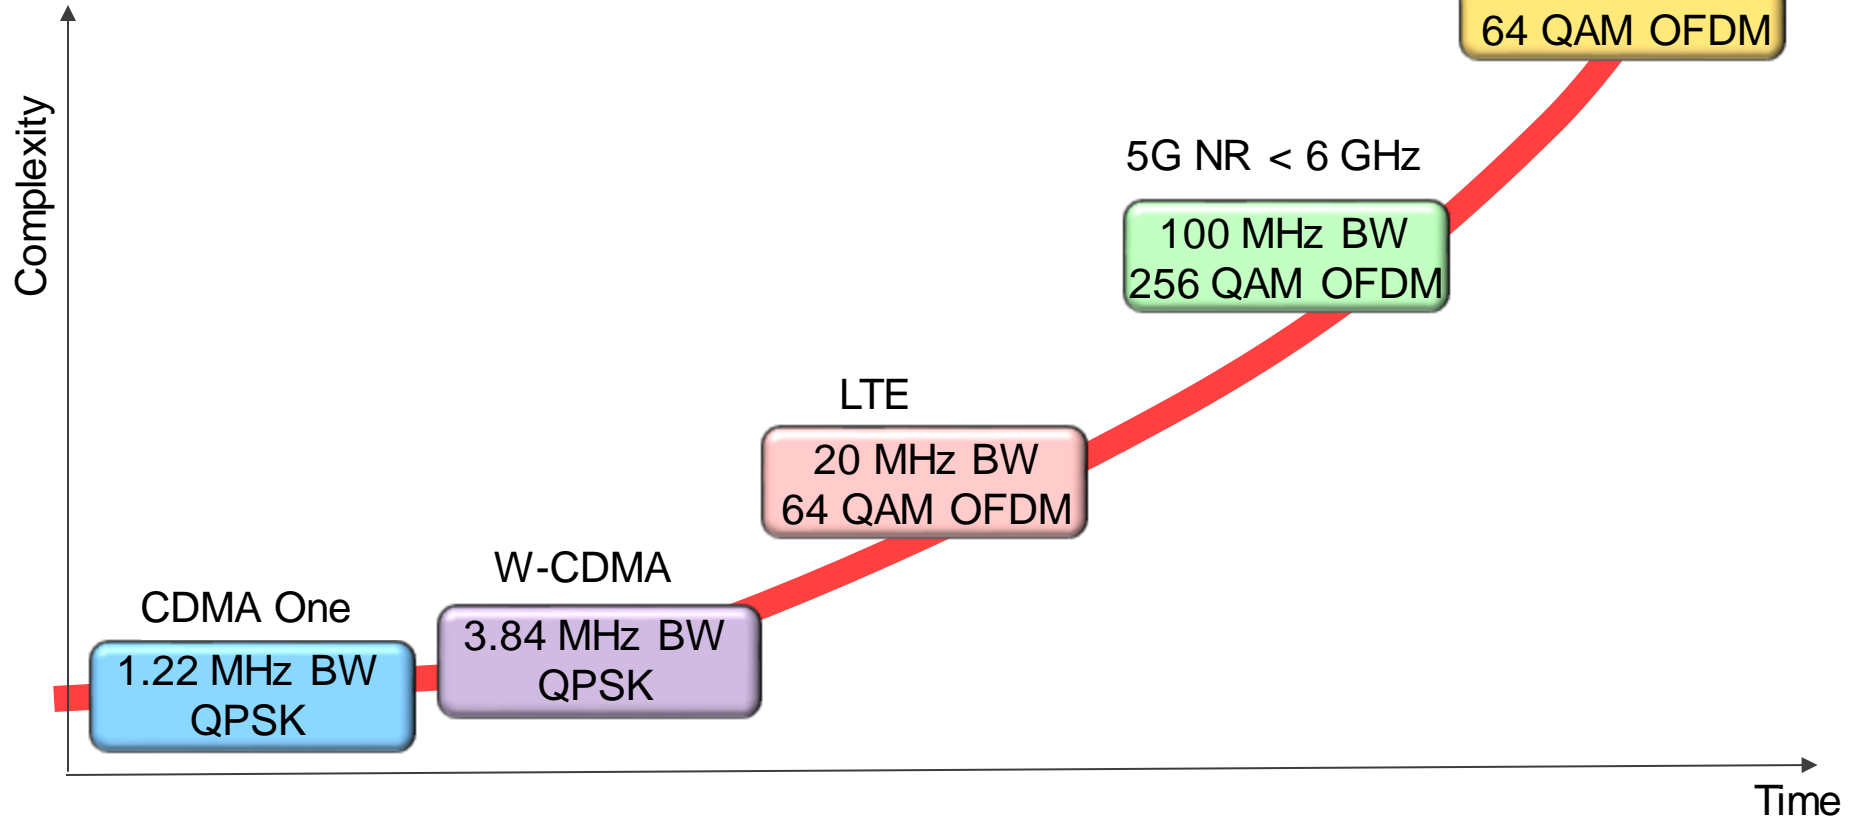 64 QAM OFDM
Complexity
5G NR < 6 GHz
100 MHz BW
256 QAM OFDM
LTE
20 MHz BW
64 QAM OFDM
W-CDMA
3.84 MHz BW
QPSK
CDMA One
1.22 MHz BW
QPSK
Time